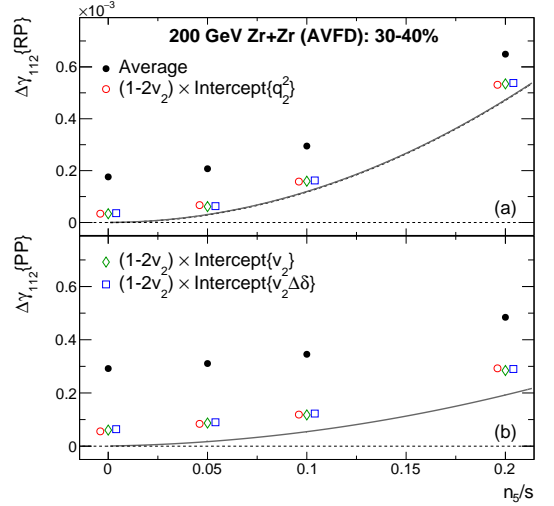 ×10⁻³
200 GeV Zr+Zr (AVFD): 30-40%
Δγ₁₁₂{RP}
Average
(1-2v₂) × Intercept{q₂²}
0.6
0.4
0.2
0
(a)
Δγ₁₁₂{PP}
(1-2v₂) × Intercept{v₂}
(1-2v₂) × Intercept{v₂Δδ}
0.6
0.4
0.2
0
(b)
0 0.05 0.1 0.15 0.2
n₅/s